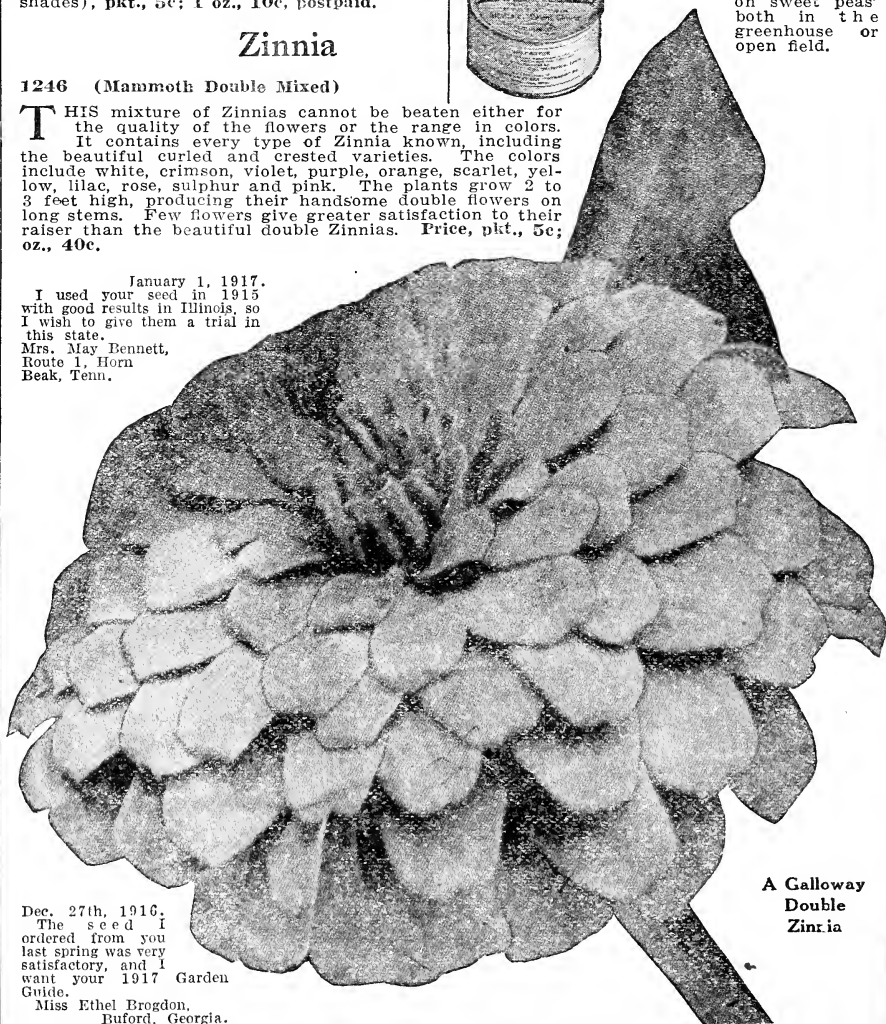 shades), pkt., 5c; 1 oz., 10c, postpaid.
Zinnia
1246 (Mammoth Double Mixed)
THIS mixture of Zinnias cannot be beaten either for
the quality of the flowers or the range in colors.
It contains every type of Zinnia known, including
the beautiful curled and crested varieties. The colors
include white, crimson, violet, purple, orange, scarlet, yel-
low, lilac, rose, sulphur and pink. The plants grow 2 to
3 feet high, producing their handsome double flowers on
long stems. Few flowers give greater satisfaction to their
raiser than the beautiful double Zinnias. Price, pkt., 5c;
oz., 40c.
on sweet peas
both in the
greenhouse or
open field.
January 1, 1917.
I used your seed in 1915
with good results in Illinois, so
I wish to give them a trial in
this state.
Mrs. May Bennett,
Route 1, Horn
Beak, Tenn.
Dec. 27th, 1916.
The seed I
ordered from you
last spring was very
satisfactory, and I
want your 1917 Garden
Guide.
Miss Ethel Brogdon,
Buford, Georgia.
A Galloway
Double
Zinnia